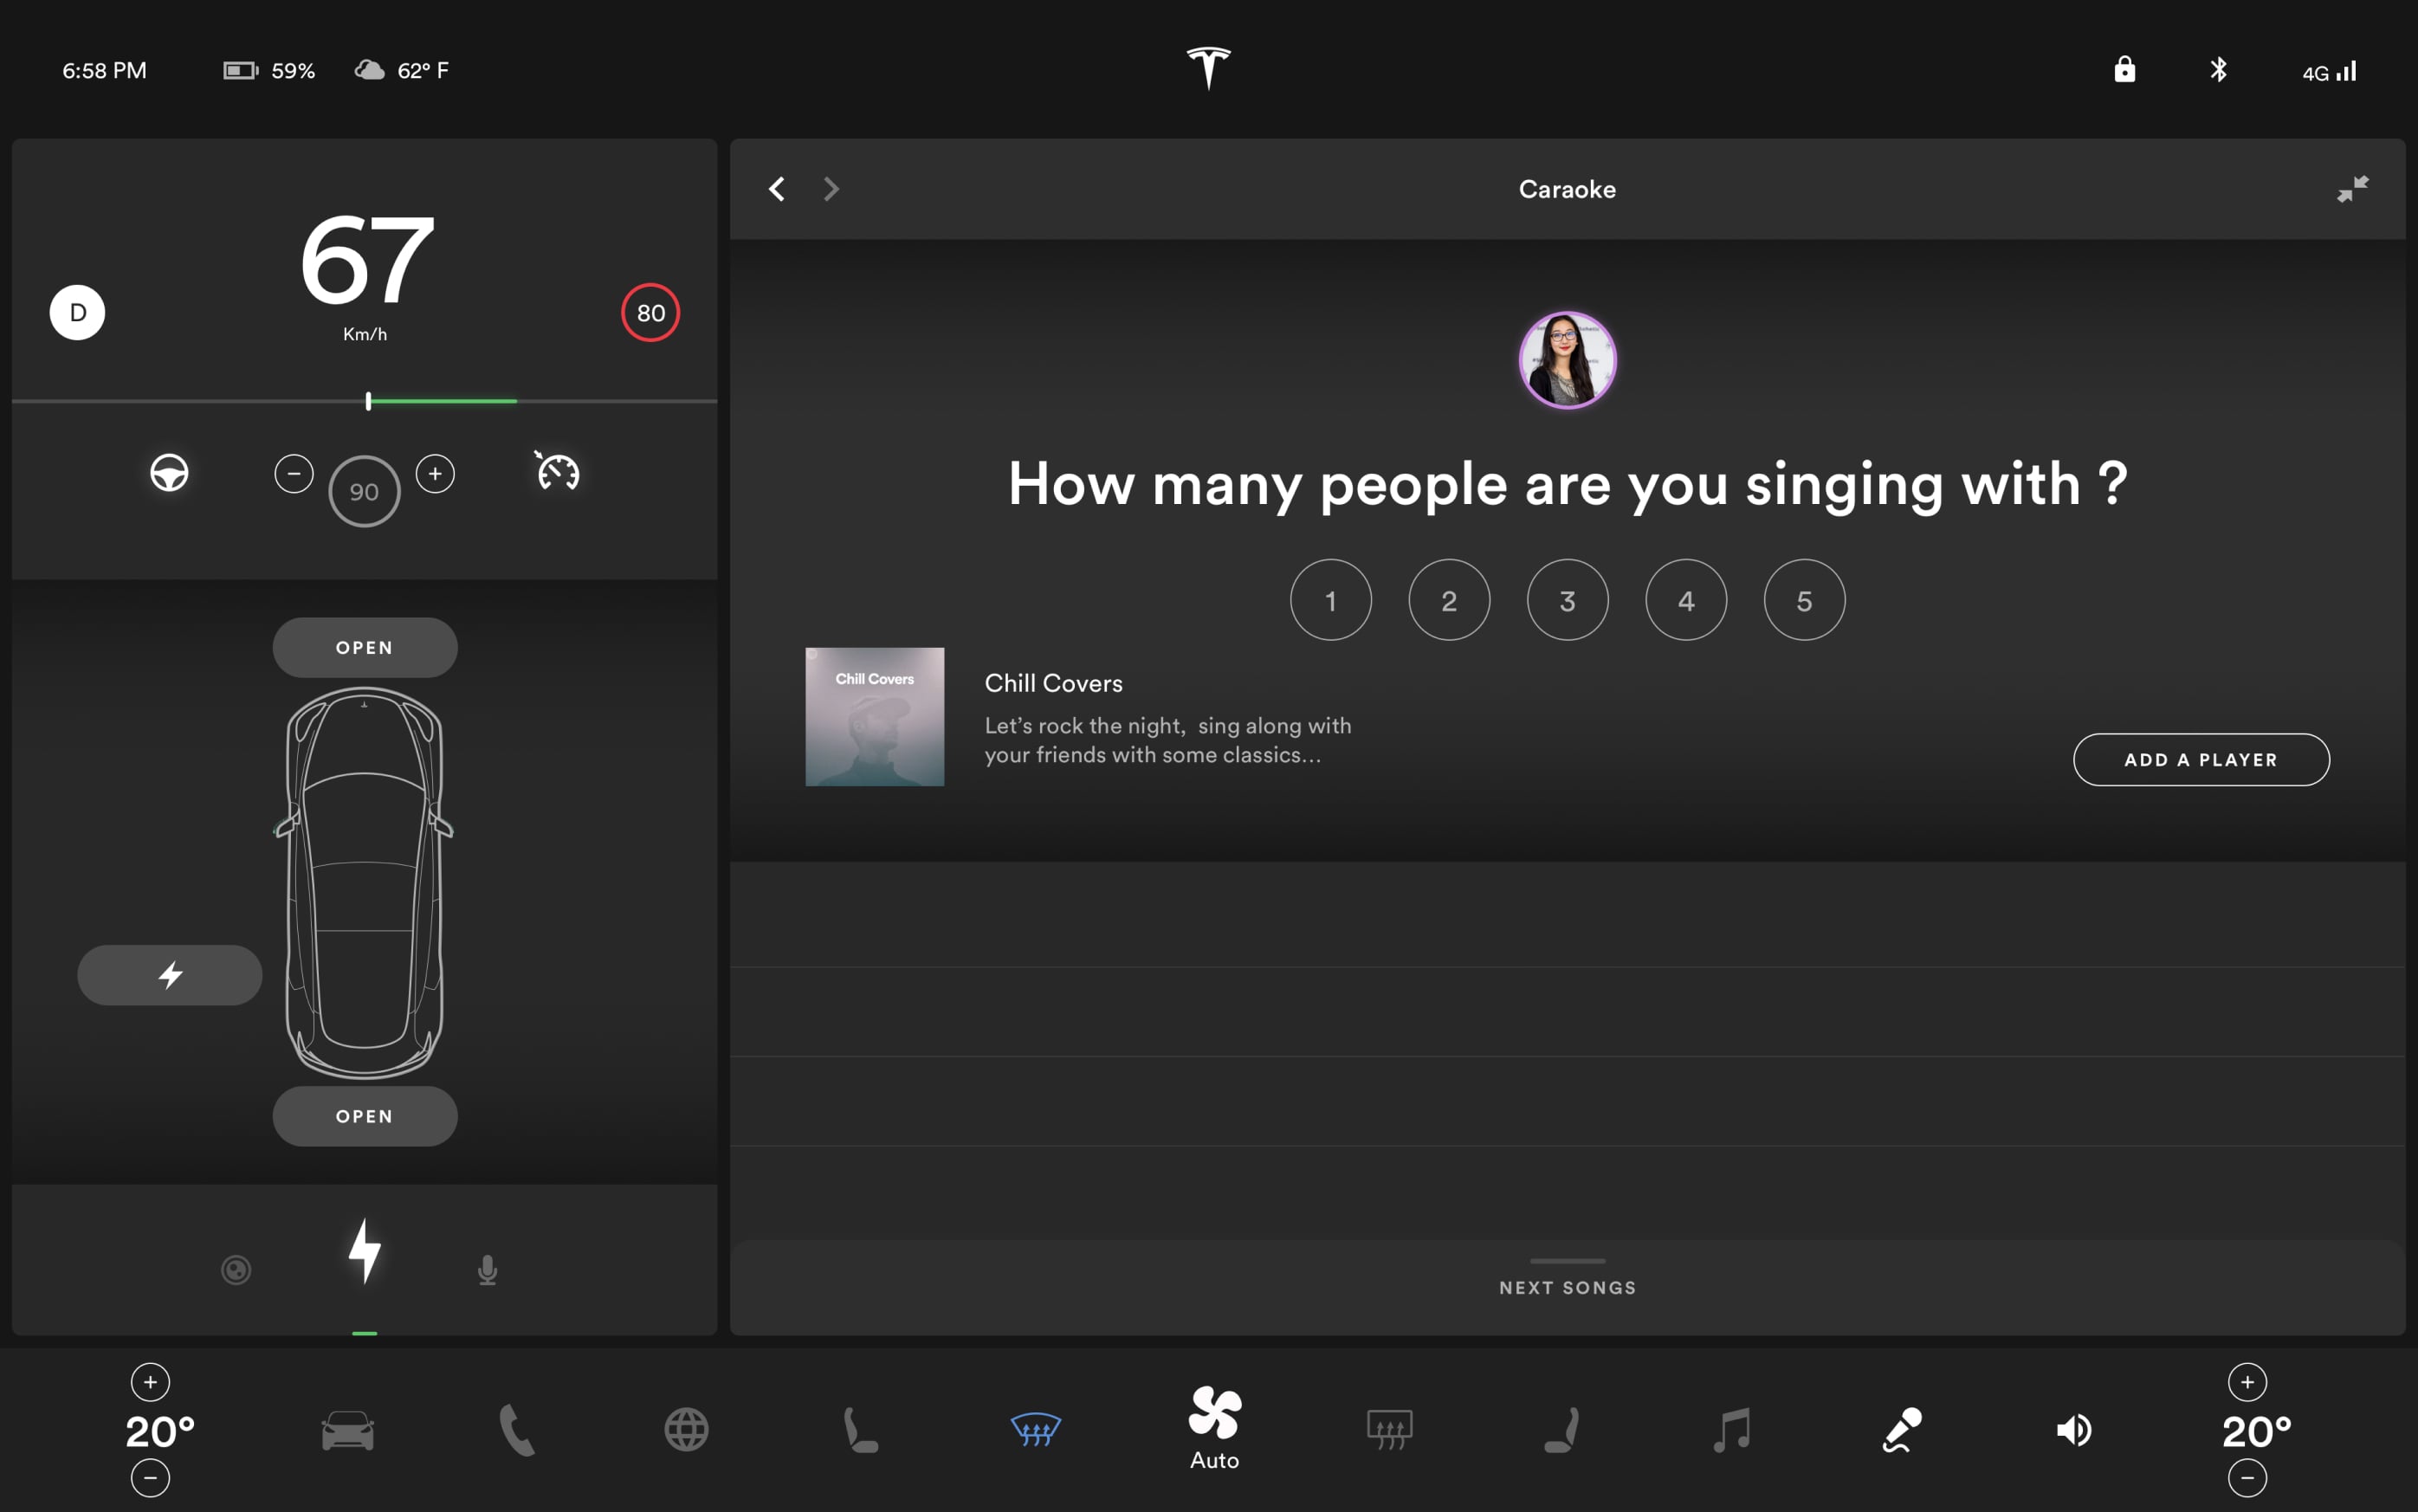 6:58 PM
59%
62° F
4G
67
Km/h
D
80
90
OPEN
OPEN
Caraoke
How many people are you singing with ?
1
2
3
4
5
Chill Covers
Chill Covers
Let’s rock the night,  sing along with
your friends with some classics...
ADD A PLAYER
NEXT SONGS
20°
Auto
20°